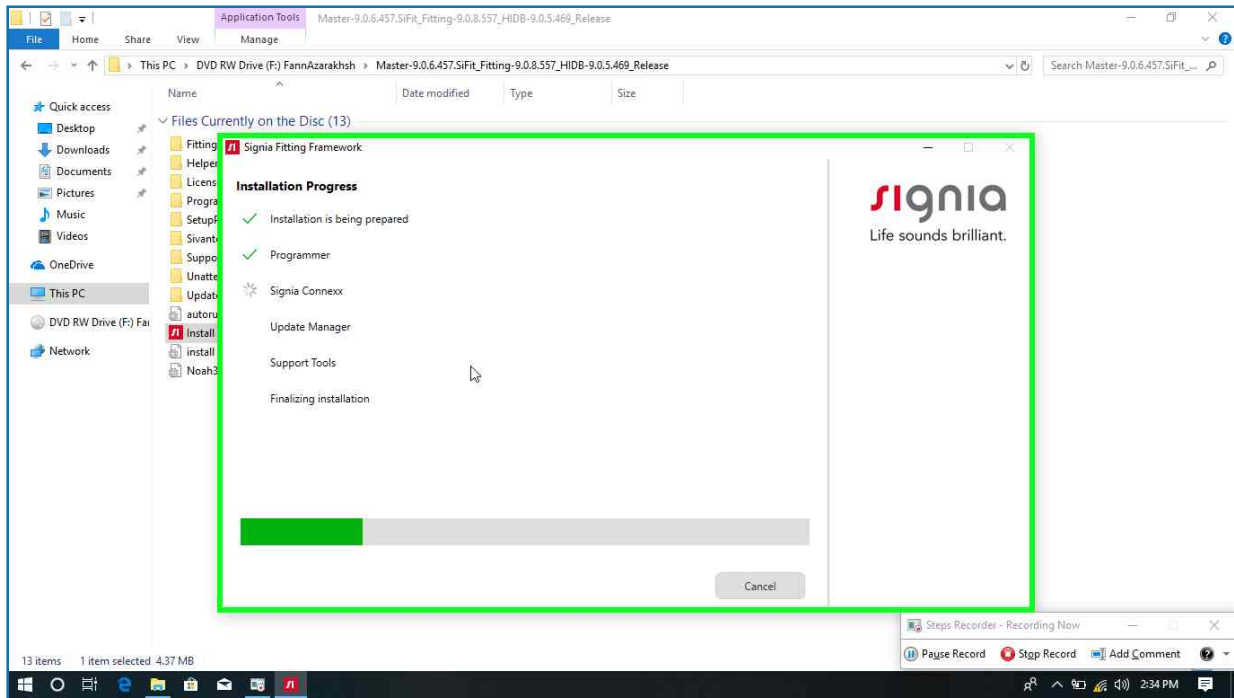 Application Tools
Master-9.0.6.457.SiFit_Fitting-9.0.8.557_HIDB-9.0.5.469_Release
File Home Share View Manage
This PC > DVD RW Drive (F:) FannAzarakhsh > Master-9.0.6.457.SiFit_Fitting-9.0.8.557_HIDB-9.0.5.469_Release
Search Master-9.0.6.457.SiFit_...
Name Date modified Type Size
Quick access
Desktop
Downloads
Documents
Pictures
Music
Videos
OneDrive
This PC
DVD RW Drive (F:) Fai
Network
Files Currently on the Disc (13)
Fitting
Helper
Licens
Progra
SetupF
Sivant
Suppo
Unatte
Updat
autoru
Install
install
Noah3
Signia Fitting Framework
Installation Progress
Installation is being prepared
Programmer
Signia Connexx
Update Manager
Support Tools
Finalizing installation
Cancel
signia
Life sounds brilliant.
Steps Recorder - Recording Now
Pause Record Stop Record Add Comment
13 items 1 item selected 4.37 MB
2:34 PM